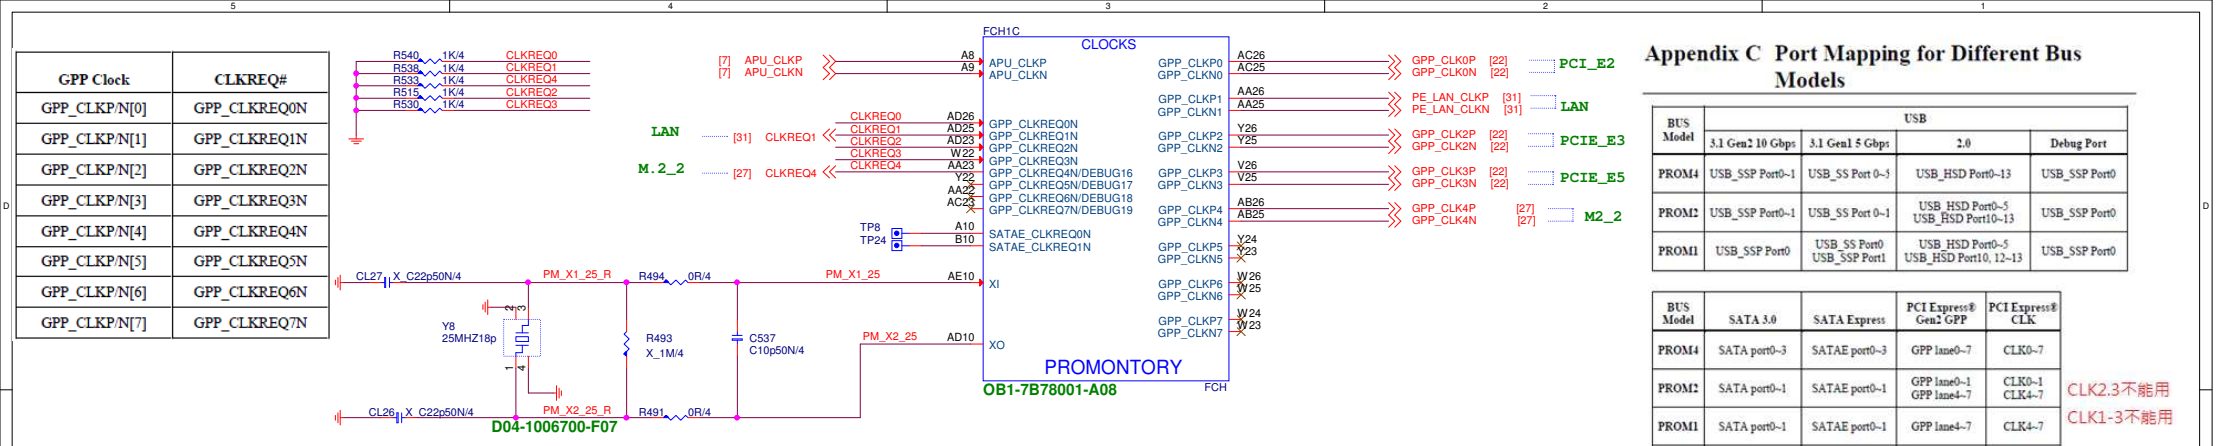 5 4 3 2 1
D
D
GPP Clock CLKREQ#
GPP_CLKP/N[0] GPP_CLKREQ0N
GPP_CLKP/N[1] GPP_CLKREQ1N
GPP_CLKP/N[2] GPP_CLKREQ2N
GPP_CLKP/N[3] GPP_CLKREQ3N
GPP_CLKP/N[4] GPP_CLKREQ4N
GPP_CLKP/N[5] GPP_CLKREQ5N
GPP_CLKP/N[6] GPP_CLKREQ6N
GPP_CLKP/N[7] GPP_CLKREQ7N
R540 1K/4 CLKREQ0
R538 1K/4 CLKREQ1
R533 1K/4 CLKREQ4
R515 1K/4 CLKREQ2
R530 1K/4 CLKREQ3
[7] APU_CLKP
[7] APU_CLKN
LAN [31] CLKREQ1
M.2_2 [27] CLKREQ4
CLKREQ0 AD26
CLKREQ1 AD25
CLKREQ2 AD23
CLKREQ3 W22
CLKREQ4 AA23
Y22
AA22
AC23
TP8 A10
TP24 B10
CL27 X_C22p50N/4
PM_X1_25_R R494 0R/4 PM_X1_25 AE10
2 3
Y8
25MHZ18p
1 4
R493
X_1M/4
C537
C10p50N/4
PM_X2_25 AD10
CL26 X_C22p50N/4
PM_X2_25_R R491 0R/4
D04-1006700-F07
FCH1C
CLOCKS
A8 APU_CLKP
A9 APU_CLKN
GPP_CLKREQ0N
GPP_CLKREQ1N
GPP_CLKREQ2N
GPP_CLKREQ3N
GPP_CLKREQ4N/DEBUG16
GPP_CLKREQ5N/DEBUG17
GPP_CLKREQ6N/DEBUG18
GPP_CLKREQ7N/DEBUG19
SATAE_CLKREQ0N
SATAE_CLKREQ1N
XI
XO
PROMONTORY
FCH
OB1-7B78001-A08
GPP_CLKP0 AC26 GPP_CLK0P [22]
GPP_CLKN0 AC25 GPP_CLK0N [22]
PCI_E2
GPP_CLKP1 AA26 PE_LAN_CLKP [31]
GPP_CLKN1 AA25 PE_LAN_CLKN [31]
LAN
GPP_CLKP2 Y26 GPP_CLK2P [22]
GPP_CLKN2 Y25 GPP_CLK2N [22]
PCIE_E3
GPP_CLKP3 V26 GPP_CLK3P [22]
GPP_CLKN3 V25 GPP_CLK3N [22]
PCIE_E5
GPP_CLKP4 AB26 GPP_CLK4P [27]
GPP_CLKN4 AB25 GPP_CLK4N [27]
M2_2
GPP_CLKP5 Y24
GPP_CLKN5 Y23
GPP_CLKP6 W26
GPP_CLKN6 W25
GPP_CLKP7 W24
GPP_CLKN7 W23
Appendix C Port Mapping for Different Bus
Models
BUS Model USB
3.1 Gen2 10 Gbps 3.1 Gen1 5 Gbps 2.0 Debug Port
PROM4 USB_SSP Port0~1 USB_SS Port 0~5 USB_HSD Port0~13 USB_SSP Port0
PROM2 USB_SSP Port0~1 USB_SS Port 0~1 USB_HSD Port0~5 USB_HSD Port10~13 USB_SSP Port0
PROM1 USB_SSP Port0 USB_SS Port0 USB_SSP Port1 USB_HSD Port0~5 USB_HSD Port10, 12~13 USB_SSP Port0
BUS Model SATA 3.0 SATA Express PCI Express® Gen2 GPP PCI Express® CLK
PROM4 SATA port0~3 SATAE port0~3 GPP lane0~7 CLK0~7
PROM2 SATA port0~1 SATAE port0~1 GPP lane0~1 GPP lane4~7 CLK0~1 CLK4~7
CLK2.3不能用
PROM1 SATA port0~1 SATAE port0~1 GPP lane4~7 CLK4~7
CLK1-3不能用